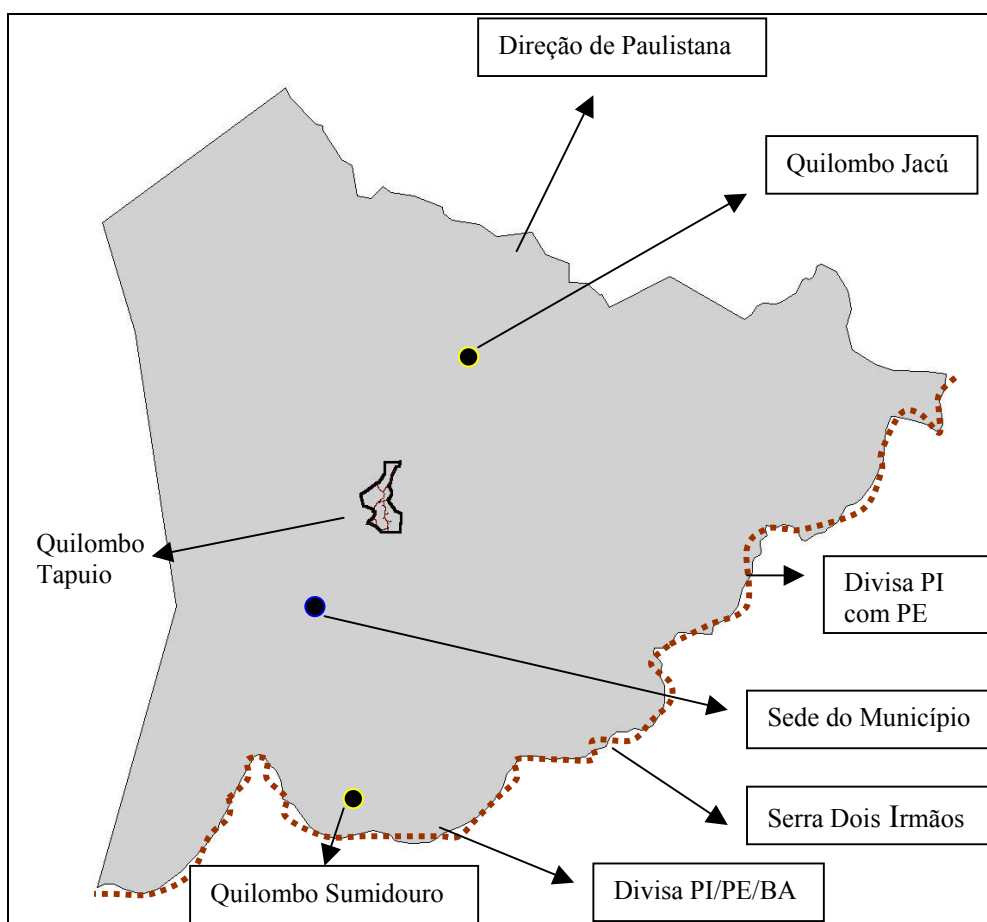 Direção de Paulistana
Quilombo Jacú
Quilombo
Tapuio
Divisa PI
com PE
Sede do Município
Serra Dois Irmãos
Quilombo Sumidouro
Divisa PI/PE/BA